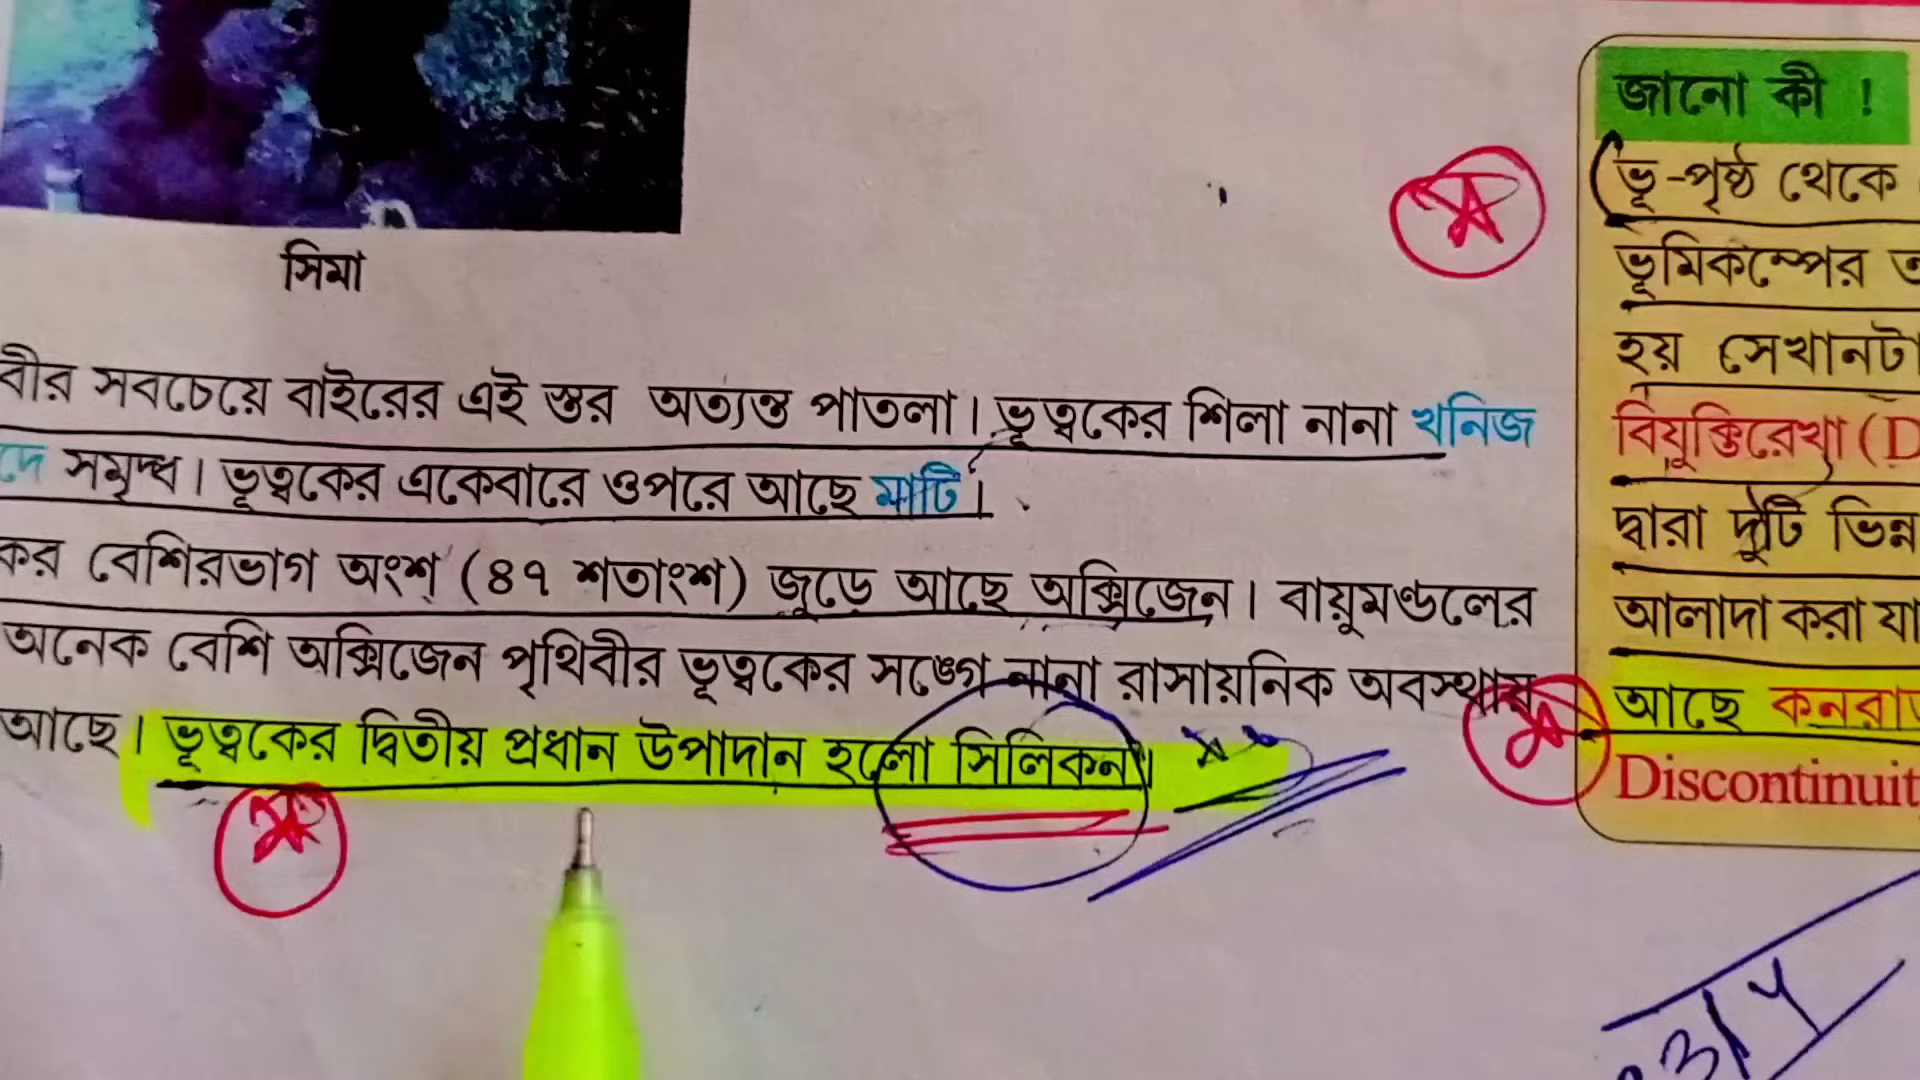 সিমা
বীর সবচেয়ে বাইরের এই স্তর অত্যন্ত পাতলা। ভূত্বকের শিলা নানা খনিজ
দে সমৃদ্ধ। ভূত্বকের একেবারে ওপরে আছে মাটি।
কর বেশিরভাগ অংশ (৪৭ শতাংশ) জুড়ে আছে অক্সিজেন। বায়ুমণ্ডলের
অনেক বেশি অক্সিজেন পৃথিবীর ভূত্বকের সঙ্গে নানা রাসায়নিক অবস্থায়
আছে। ভূত্বকের দ্বিতীয় প্রধান উপাদান হলো সিলিকন।
জানো কী !
ভূ-পৃষ্ঠ থেকে
ভূমিকম্পের ত
হয় সেখানটা
বিযুক্তিরেখা (D
দ্বারা দুটি ভিন্ন
আলাদা করা যা
আছে কনরা
Discontinuit